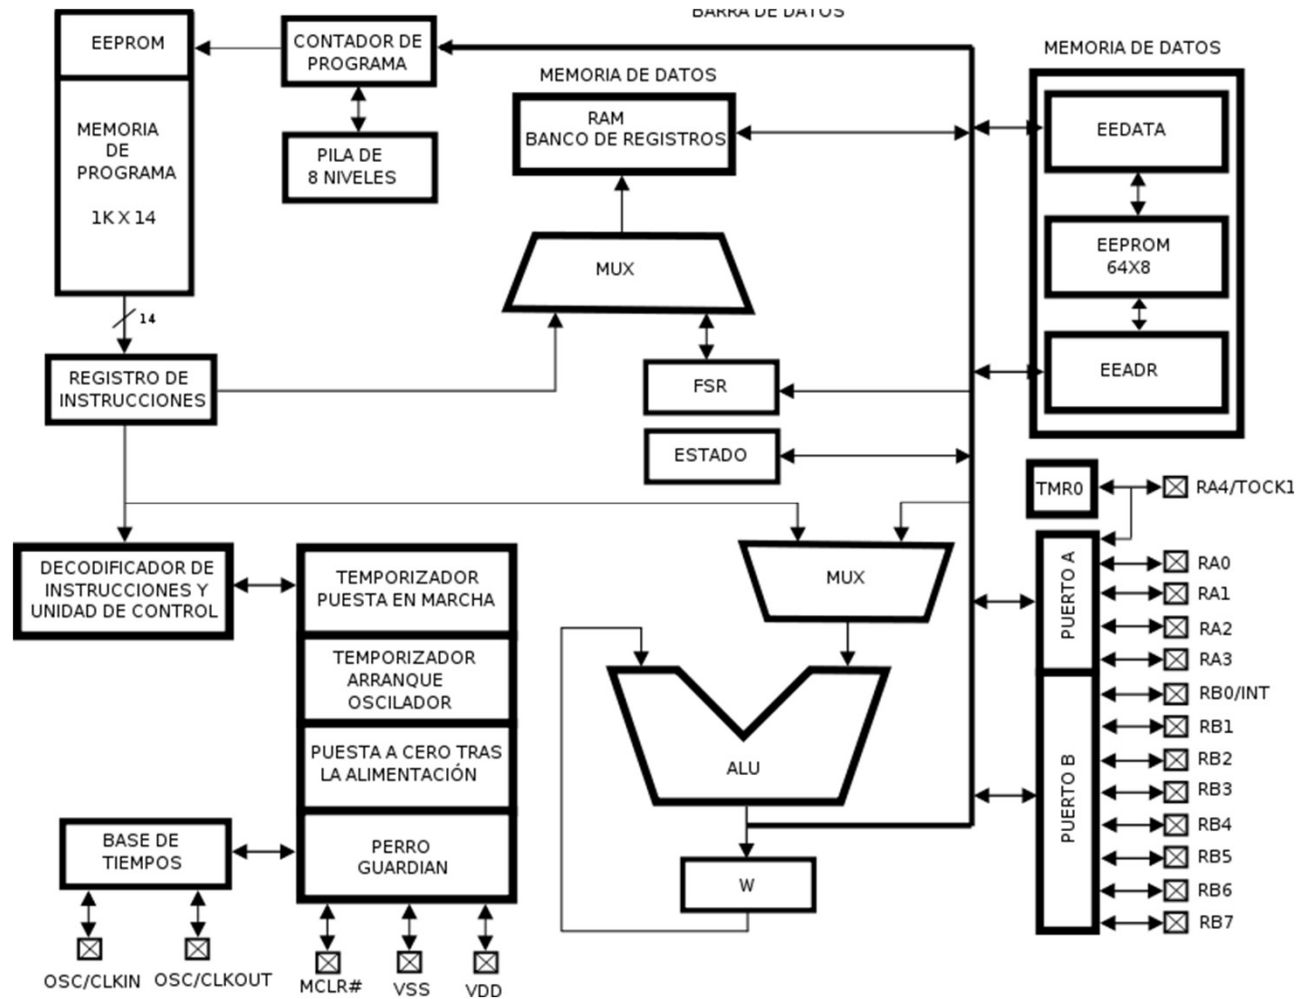 BARRA DE DATOS
EEPROM
MEMORIA
DE
PROGRAMA
1K X 14
CONTADOR DE
PROGRAMA
PILA DE
8 NIVELES
MEMORIA DE DATOS
RAM
BANCO DE REGISTROS
MUX
MEMORIA DE DATOS
EEDATA
EEPROM
64X8
EEADR
14
REGISTRO DE
INSTRUCCIONES
FSR
ESTADO
TMR0
RA4/TOCK1
DECODIFICADOR DE
INSTRUCCIONES Y
UNIDAD DE CONTROL
TEMPORIZADOR
PUESTA EN MARCHA
TEMPORIZADOR
ARRANQUE
OSCILADOR
PUESTA A CERO TRAS
LA ALIMENTACIÓN
PERRO
GUARDIAN
MUX
ALU
W
PUERTO A
RA0
RA1
RA2
RA3
PUERTO B
RB0/INT
RB1
RB2
RB3
RB4
RB5
RB6
RB7
BASE DE
TIEMPOS
OSC/CLKIN
OSC/CLKOUT
MCLR#
VSS
VDD